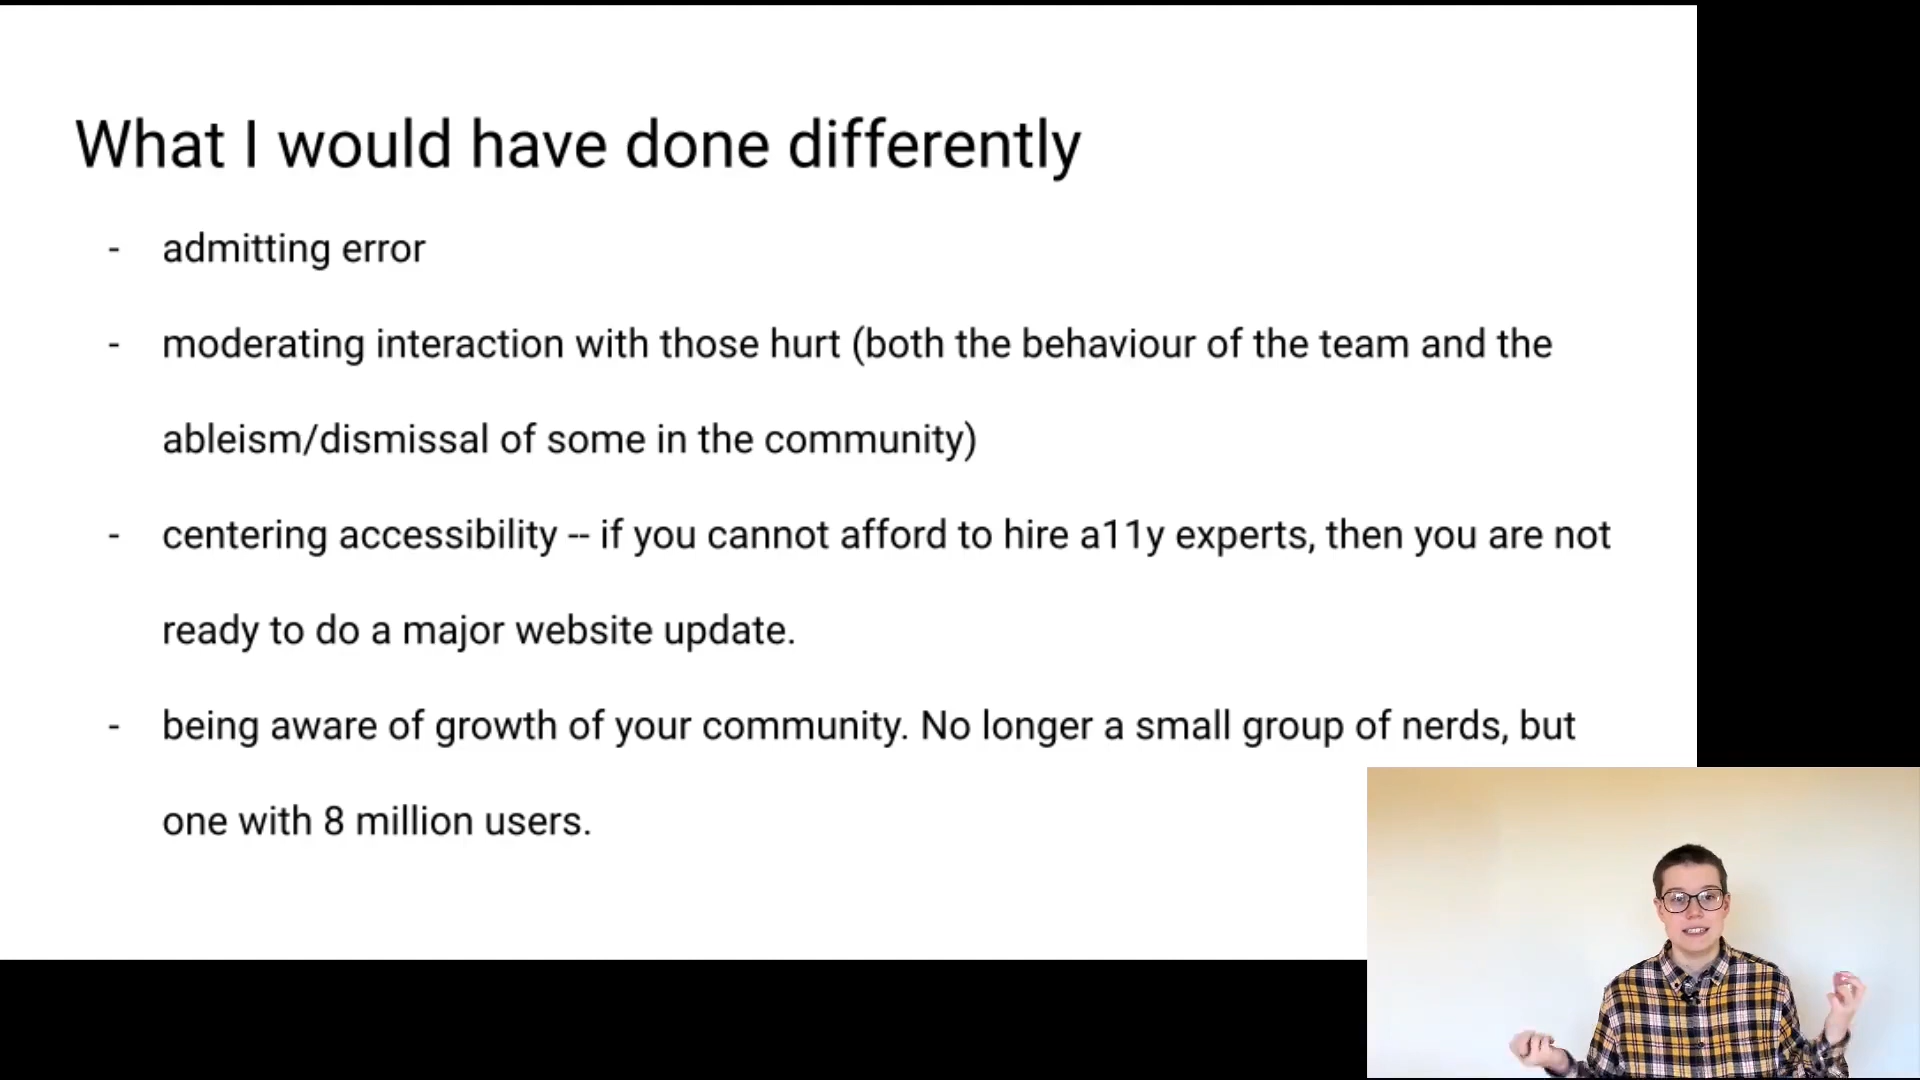 What I would have done differently
- admitting error
- moderating interaction with those hurt (both the behaviour of the team and the
ableism/dismissal of some in the community)
- centering accessibility -- if you cannot afford to hire a11y experts, then you are not
ready to do a major website update.
- being aware of growth of your community. No longer a small group of nerds, but
one with 8 million users.